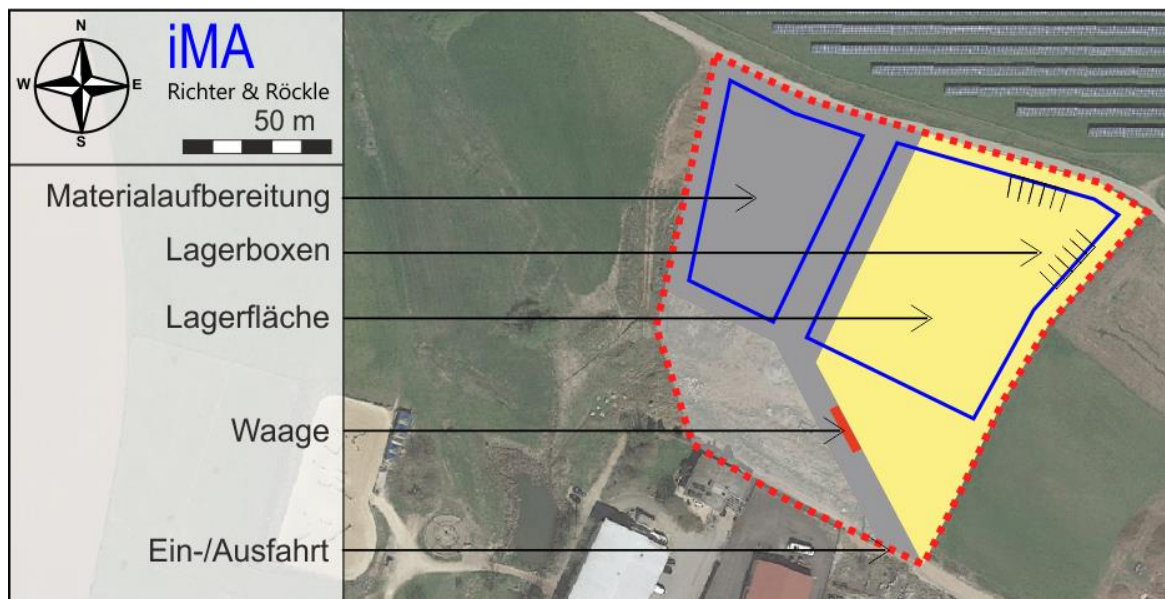 N
W E
S
iMA
Richter & Röckle
50 m
Materialaufbereitung
Lagerboxen
Lagerfläche
Waage
Ein-/Ausfahrt